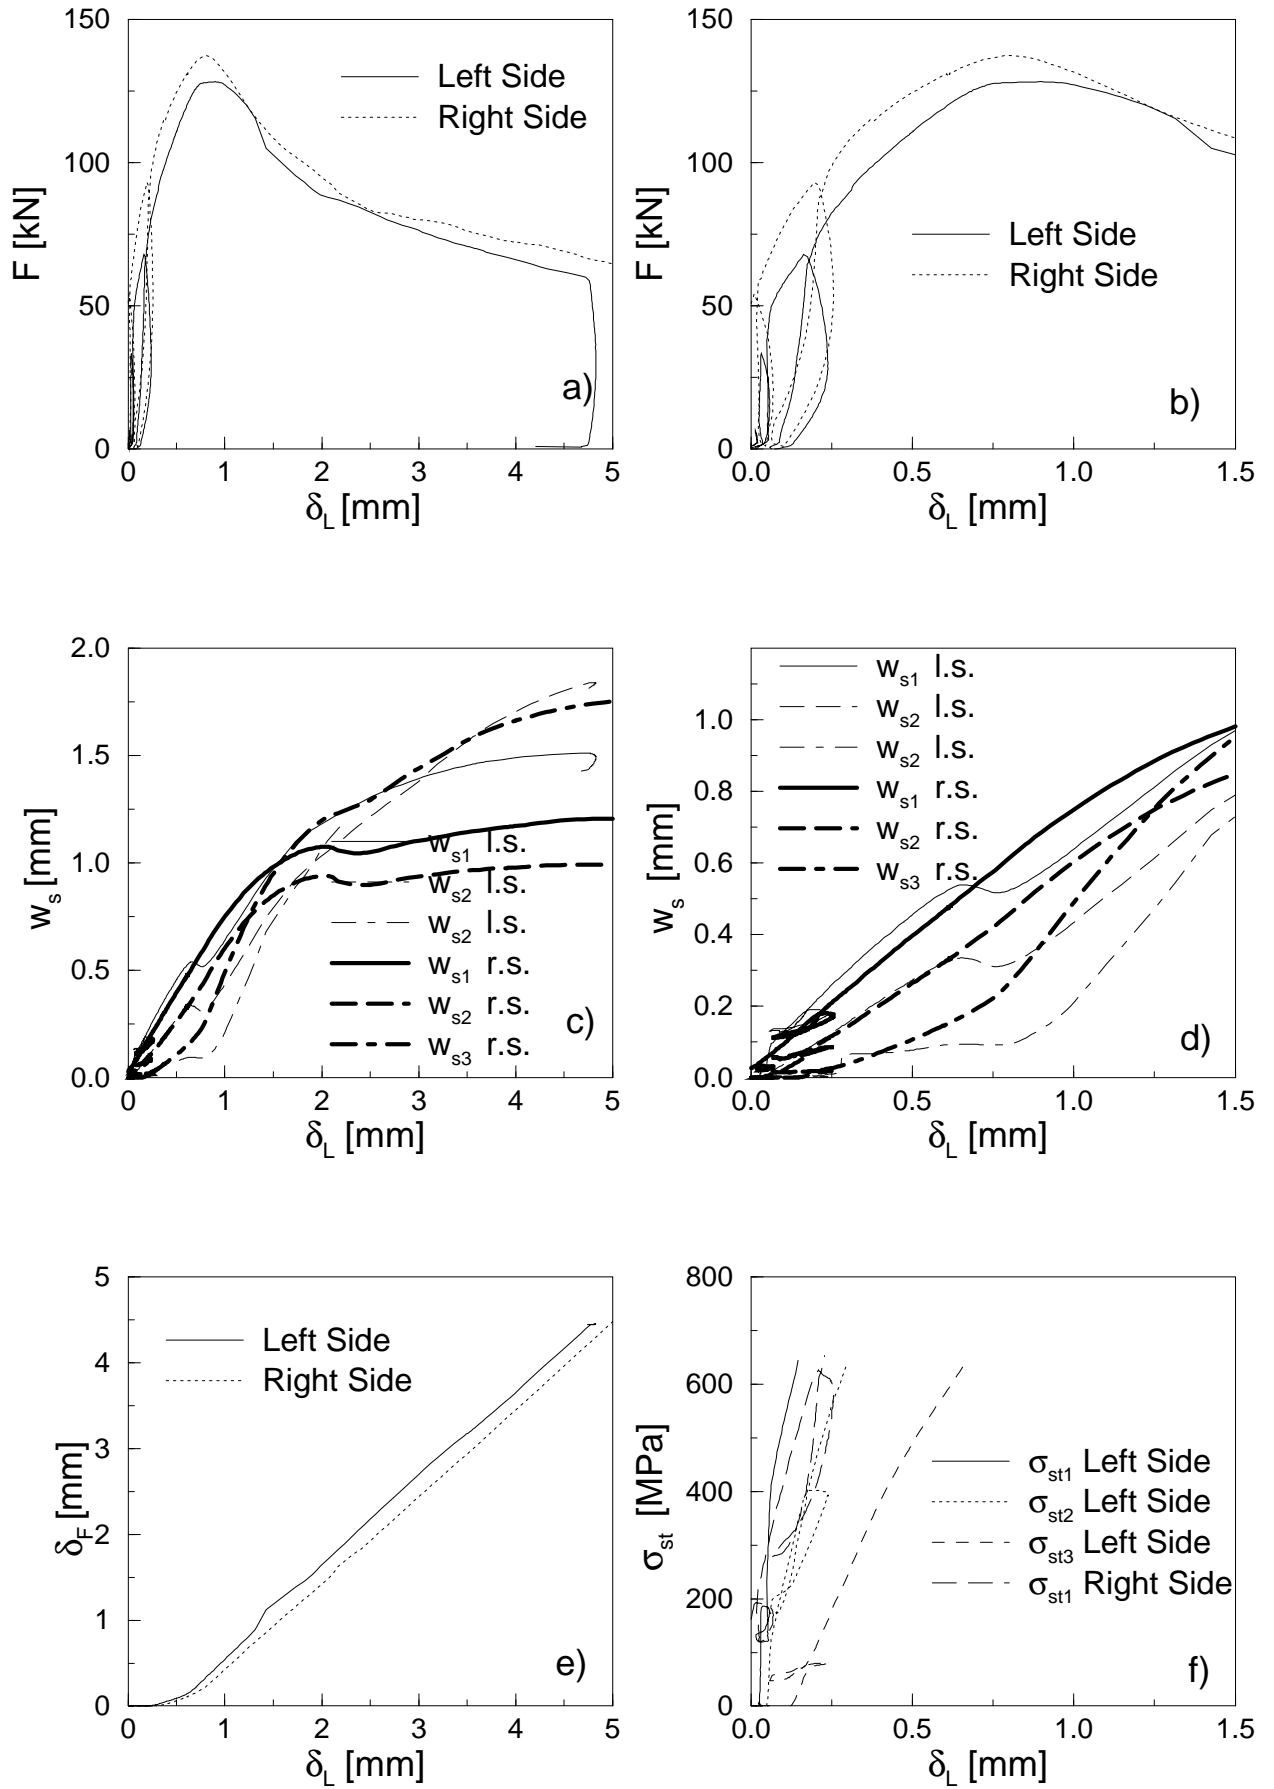 150
100
50
0
F [kN]
Left Side
Right Side
a)
0 1 2 3 4 5
δL [mm]
150
100
50
0
F [kN]
Left Side
Right Side
b)
0.0 0.5 1.0 1.5
δL [mm]
2.0
1.5
1.0
0.5
0.0
ws [mm]
ws1 l.s.
ws2 l.s.
ws2 l.s.
ws1 r.s.
ws2 r.s.
ws3 r.s.
c)
0 1 2 3 4 5
δL [mm]
1.0
0.8
0.6
0.4
0.2
0.0
ws [mm]
ws1 l.s.
ws2 l.s.
ws2 l.s.
ws1 r.s.
ws2 r.s.
ws3 r.s.
d)
0.0 0.5 1.0 1.5
δL [mm]
5
4
3
2
1
0
δF [mm]
Left Side
Right Side
e)
0 1 2 3 4 5
δL [mm]
800
600
400
200
0
σst [MPa]
σst1 Left Side
σst2 Left Side
σst3 Left Side
σst1 Right Side
f)
0.0 0.5 1.0 1.5
δL [mm]